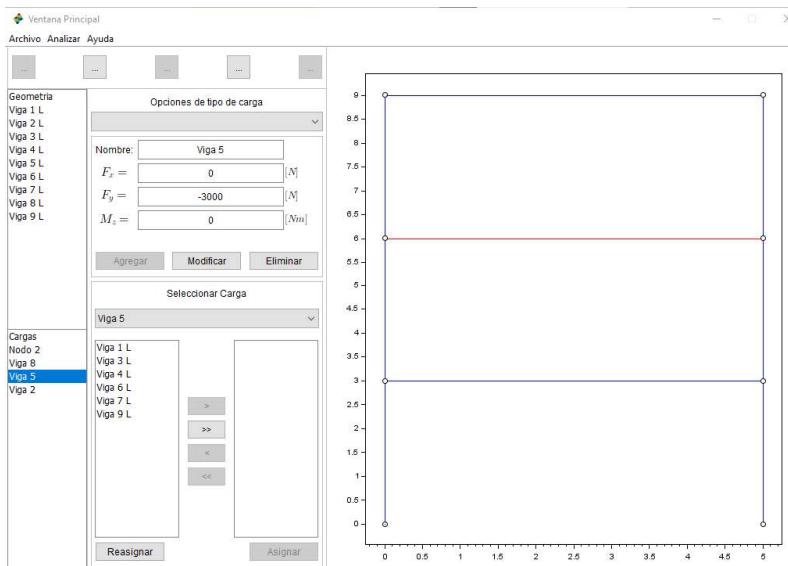 Ventana Principal
Archivo Analizar Ayuda
... ... ... ... ...
Geometria
Viga 1 L
Viga 2 L
Viga 3 L
Viga 4 L
Viga 5 L
Viga 6 L
Viga 7 L
Viga 8 L
Viga 9 L
Cargas
Nodo 2
Viga 8
Viga 5
Viga 2
Opciones de tipo de carga
Nombre: Viga 5
F_x = 0 [N]
F_y = -3000 [N]
M_z = 0 [Nm]
Agregar Modificar Eliminar
Seleccionar Carga
Viga 5
Viga 1 L
Viga 3 L
Viga 4 L
Viga 6 L
Viga 7 L
Viga 9 L
>
>>
<
<<
Reasignar Asignar
9
8.5
8
7.5
7
6.5
6
5.5
5
4.5
4
3.5
3
2.5
2
1.5
1
0.5
0
0 0.5 1 1.5 2 2.5 3 3.5 4 4.5 5